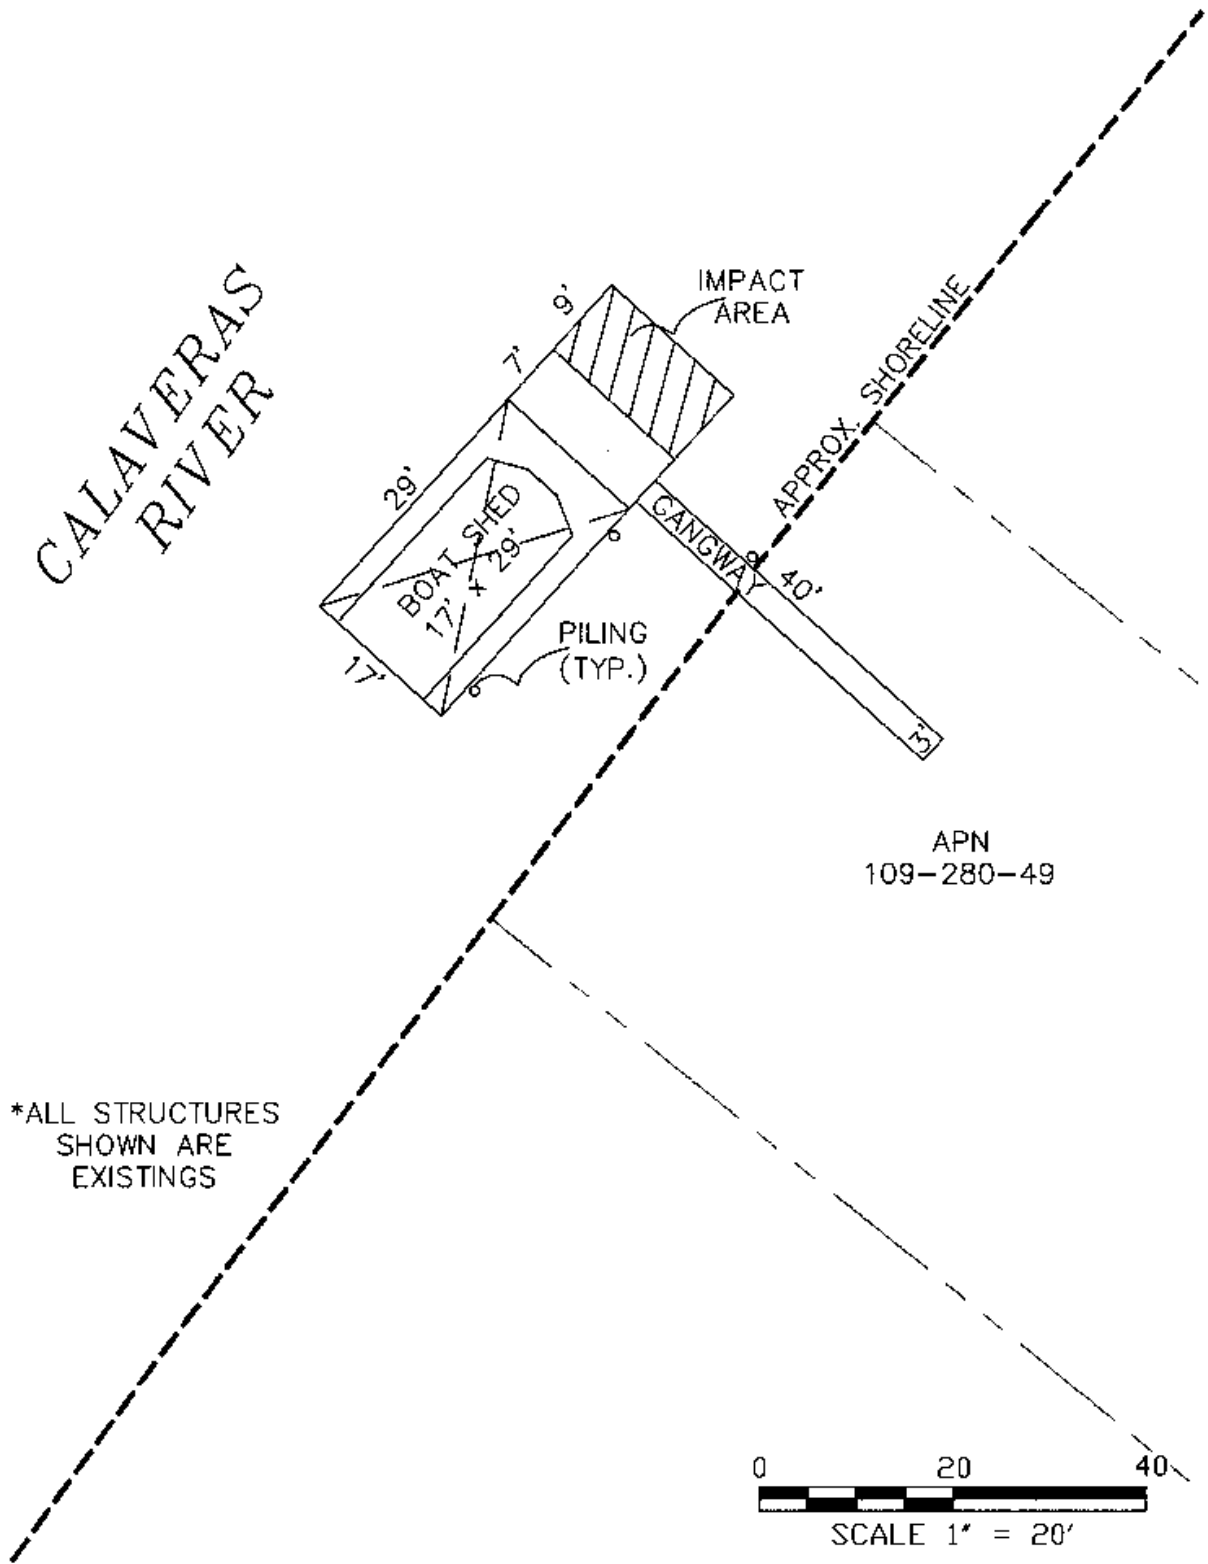 CALAVERAS
RIVER
IMPACT
AREA
9'
7'
29'
17'
BOAT SHED
17' x 29'
PILING
(TYP.)
GANGWAY
40'
3'
APPROX. SHORELINE
APN
109-280-49
*ALL STRUCTURES
SHOWN ARE
EXISTINGS
0 20 40
SCALE 1" = 20'